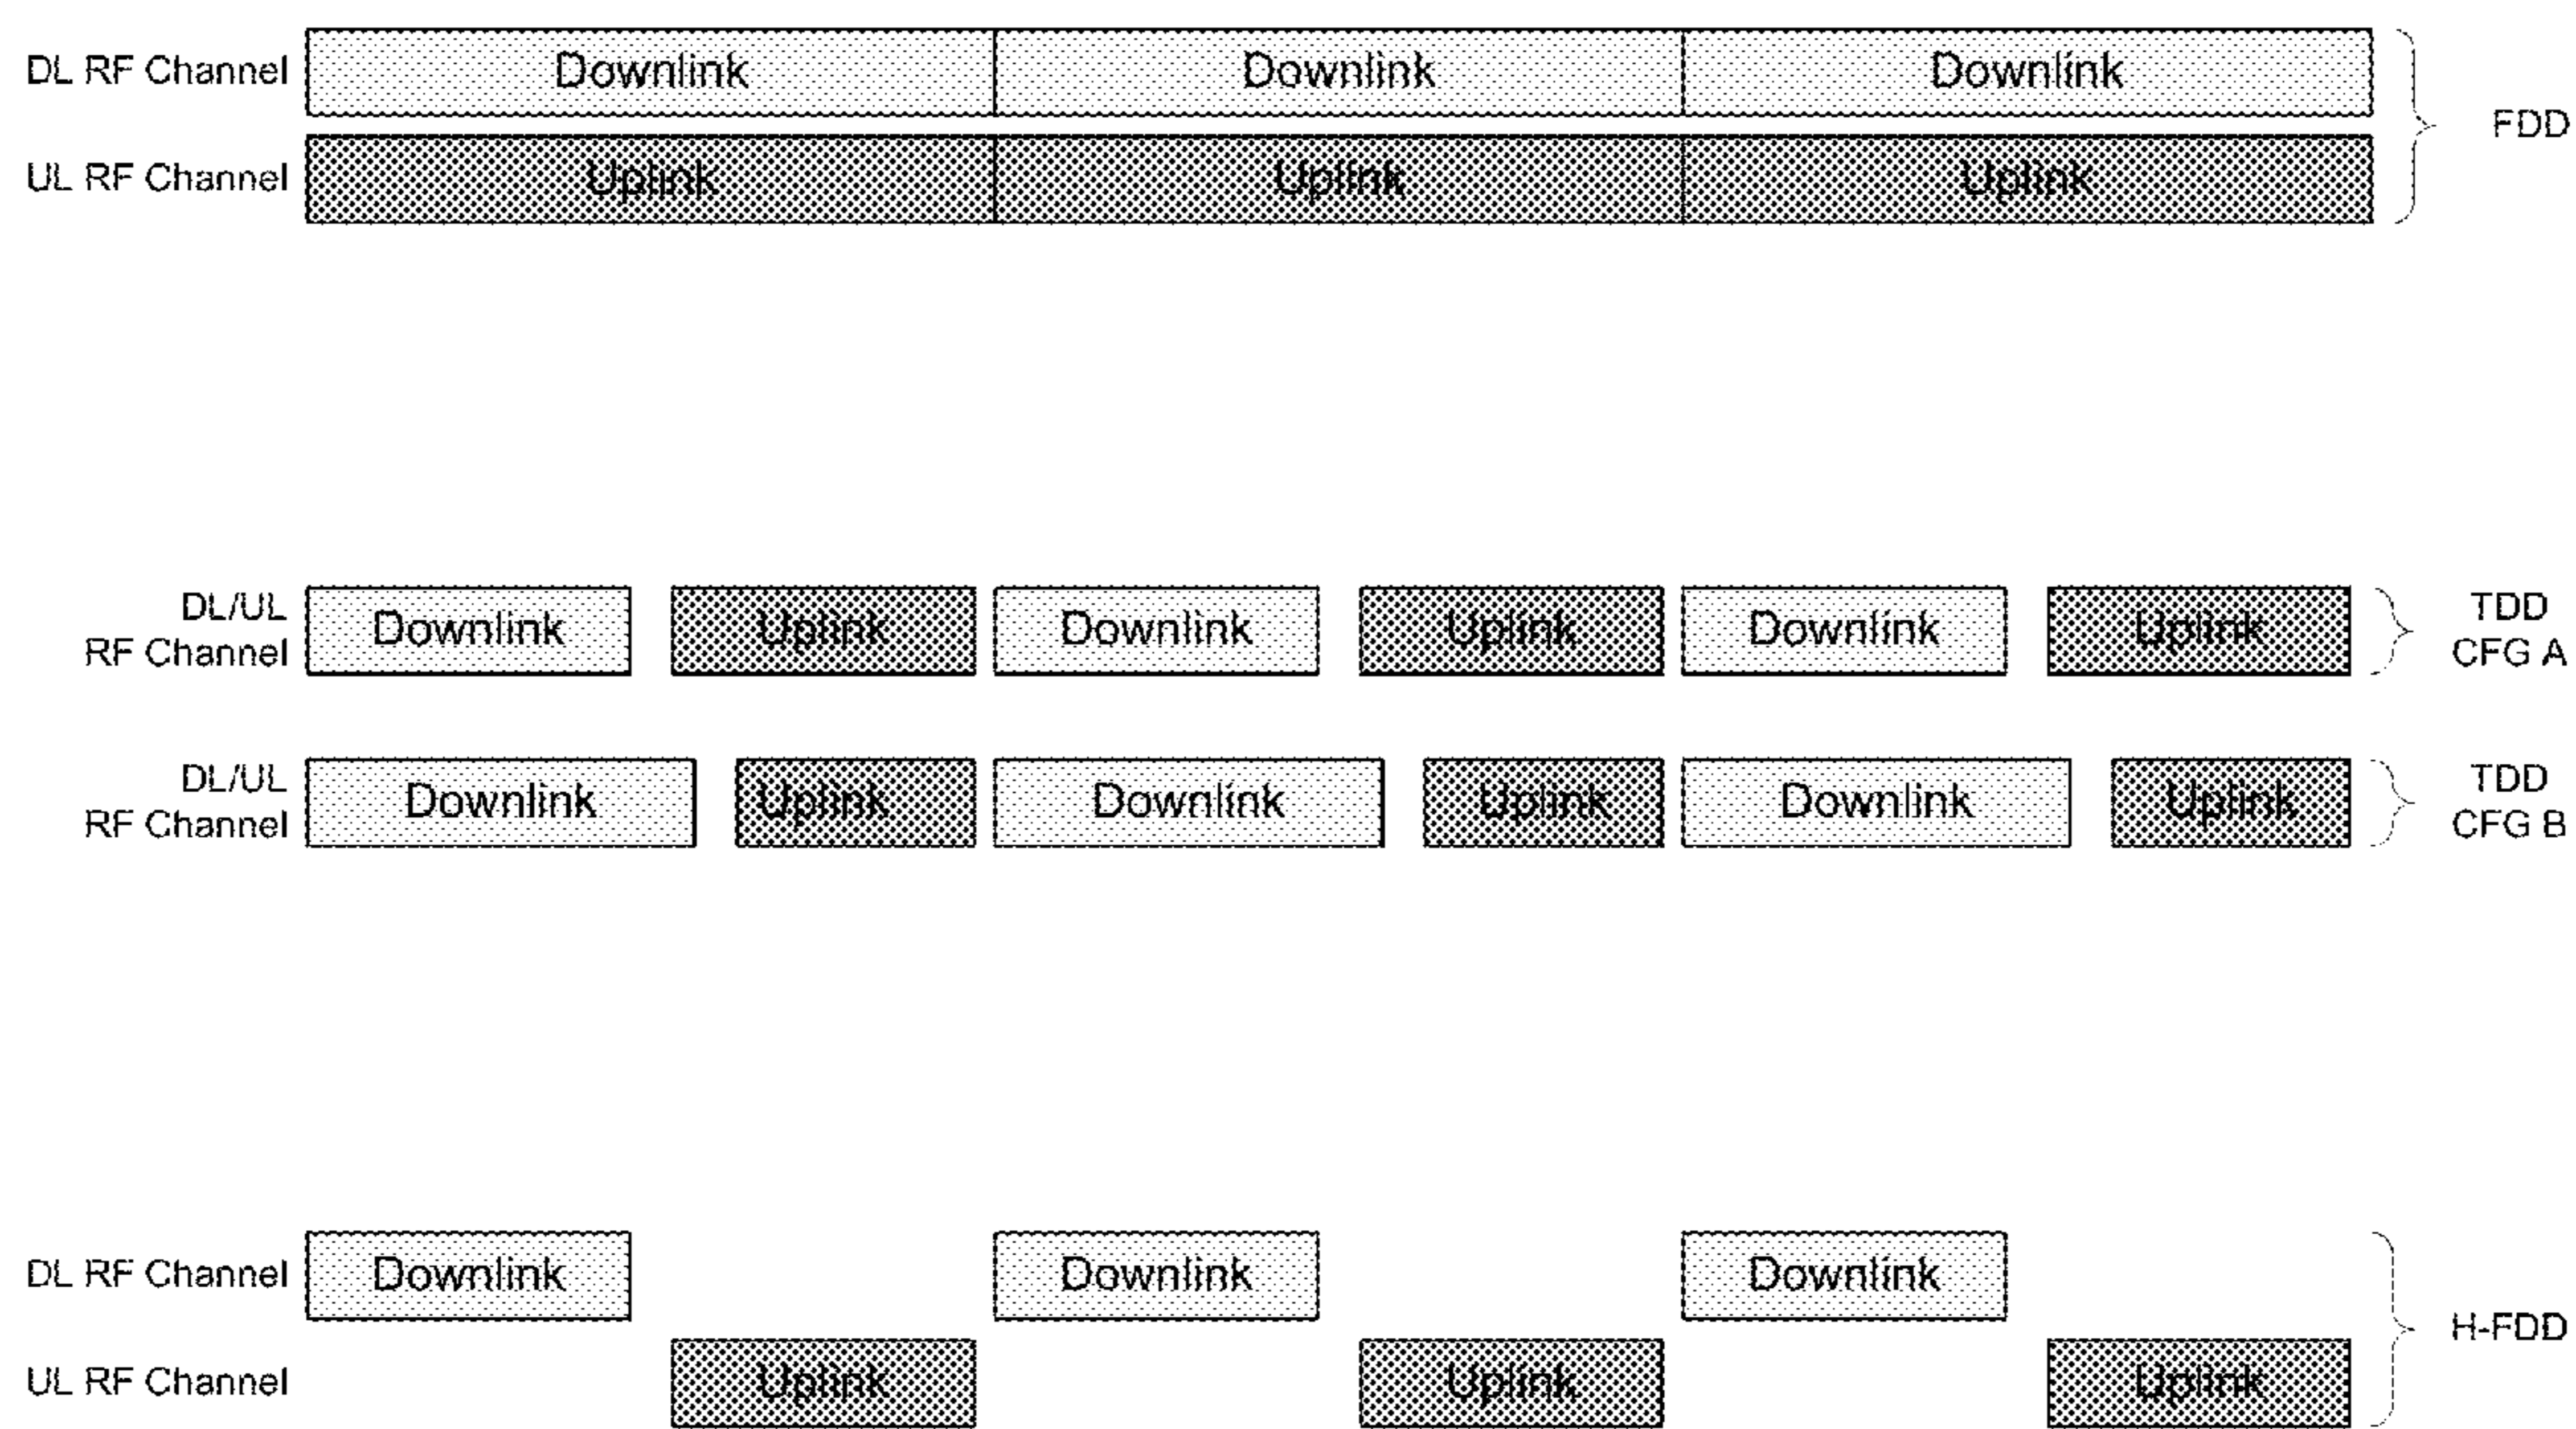 DL RF Channel Downlink Downlink Downlink
FDD
UL RF Channel Uplink Uplink Uplink
DL/UL
RF Channel
Downlink Uplink Downlink Uplink Downlink Uplink
TDD
CFG A
DL/UL
RF Channel
Downlink Uplink Downlink Uplink Downlink Uplink
TDD
CFG B
DL RF Channel Downlink Downlink Downlink
H-FDD
UL RF Channel Uplink Uplink Uplink